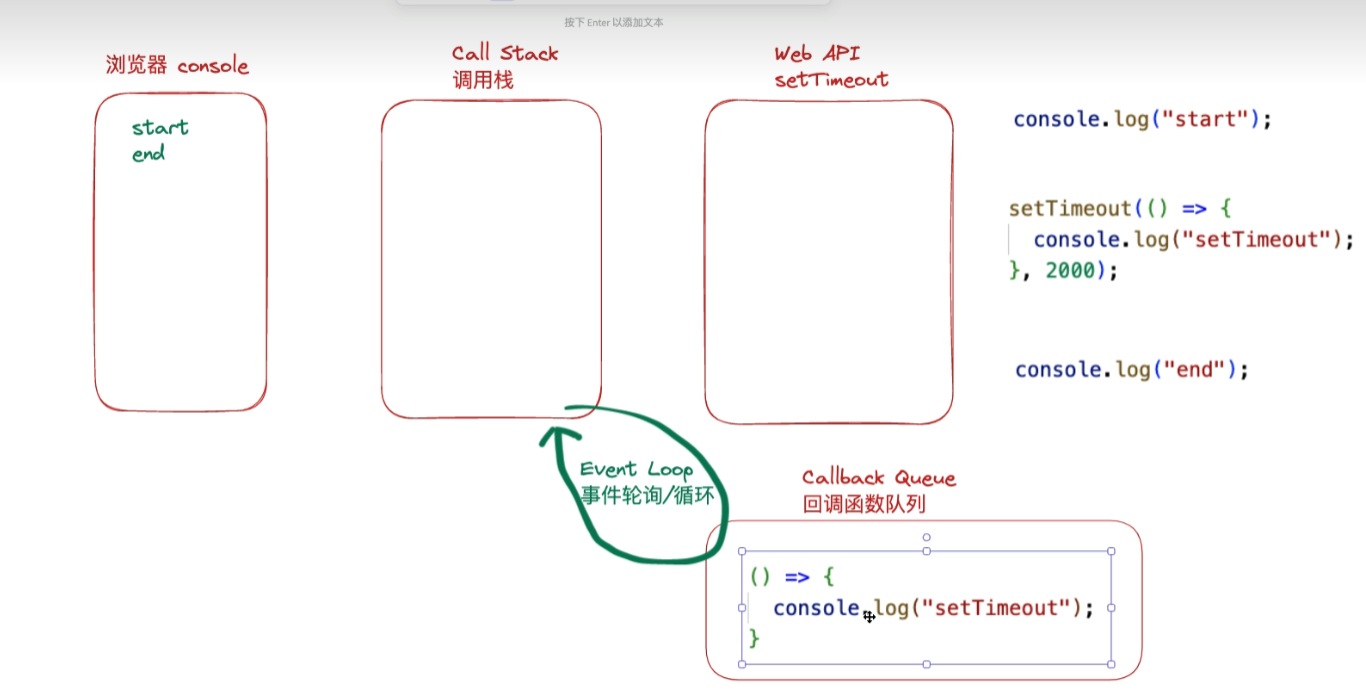 按下 Enter 以添加文本
浏览器 console
start
end
Call Stack
调用栈
Web API
setTimeout
console.log("start");
setTimeout(() => {
console.log("setTimeout");
}, 2000);
console.log("end");
Event Loop
事件轮询/循环
Callback Queue
回调函数队列
() => {
console.log("setTimeout");
}